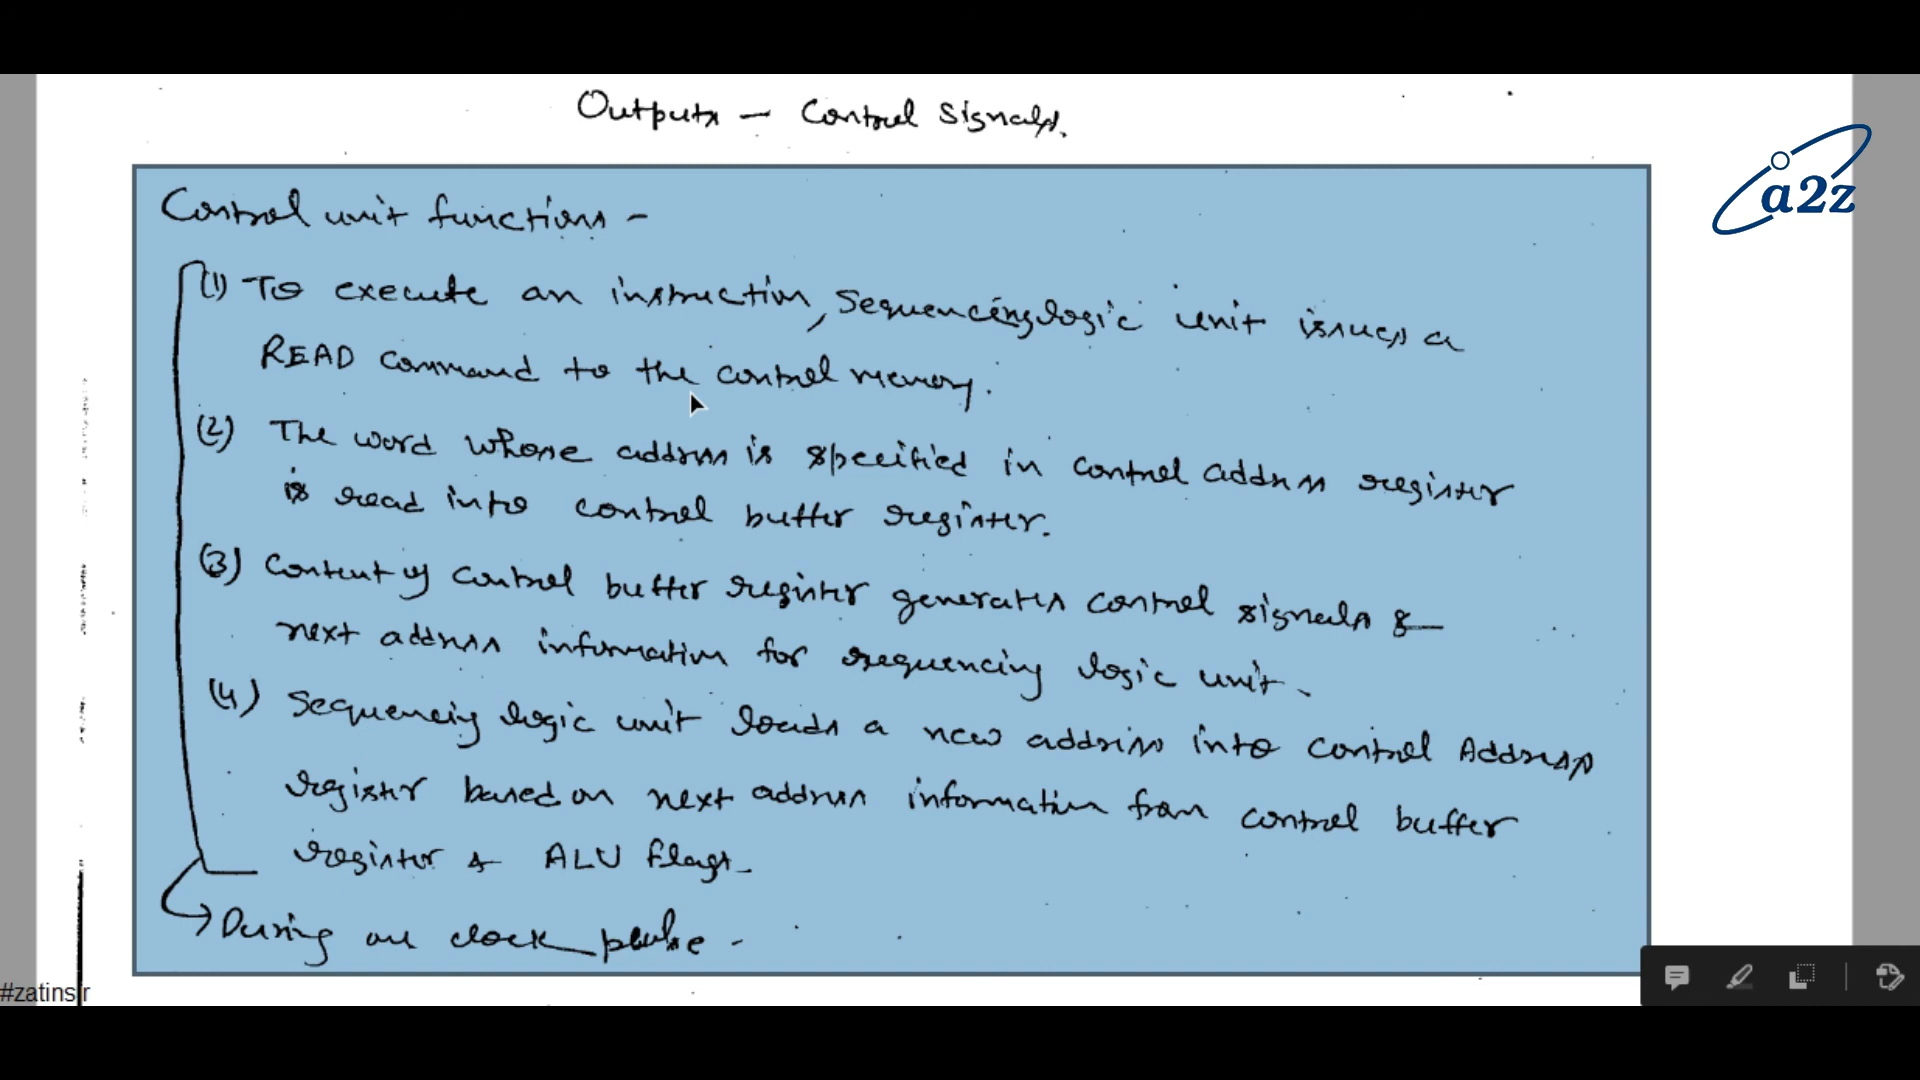 Outputs - Control Signals.
a2z
Control unit functions -
(1) To execute an instruction, sequencing logic unit issues a
READ command to the control memory.
(2) The word whose address is specified in control address register
is read into control buffer register.
(3) Content of control buffer register generates control signals &
next address information for sequencing logic unit.
(4) Sequencing logic unit loads a new address into control Address
register based on next address information from control buffer
register & ALU flags.
During one clock pulse.
#zatinsir